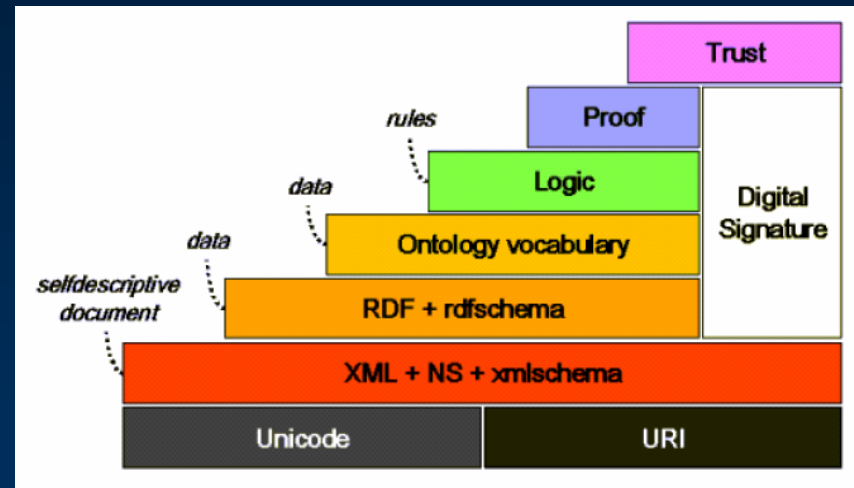 Trust
Proof
rules
Logic
Digital
Signature
data
Ontology vocabulary
data
RDF + rdfschema
selfdescriptive
document
XML + NS + xmlschema
Unicode
URI